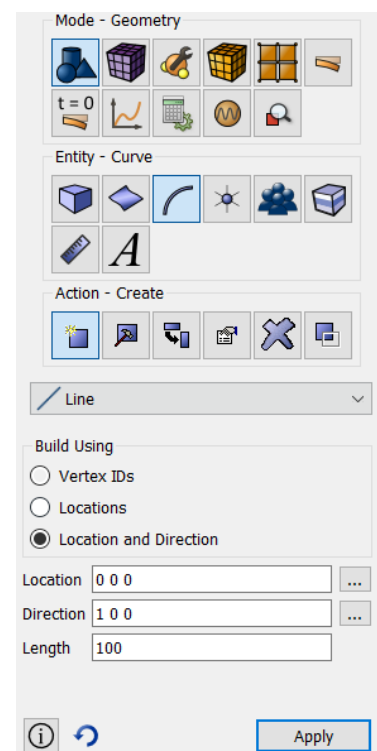 Mode - Geometry
t = 0
Entity - Curve
A
Action - Create
Line
Build Using
Vertex IDs
Locations
Location and Direction
Location 0 0 0 ...
Direction 1 0 0 ...
Length 100
i Apply